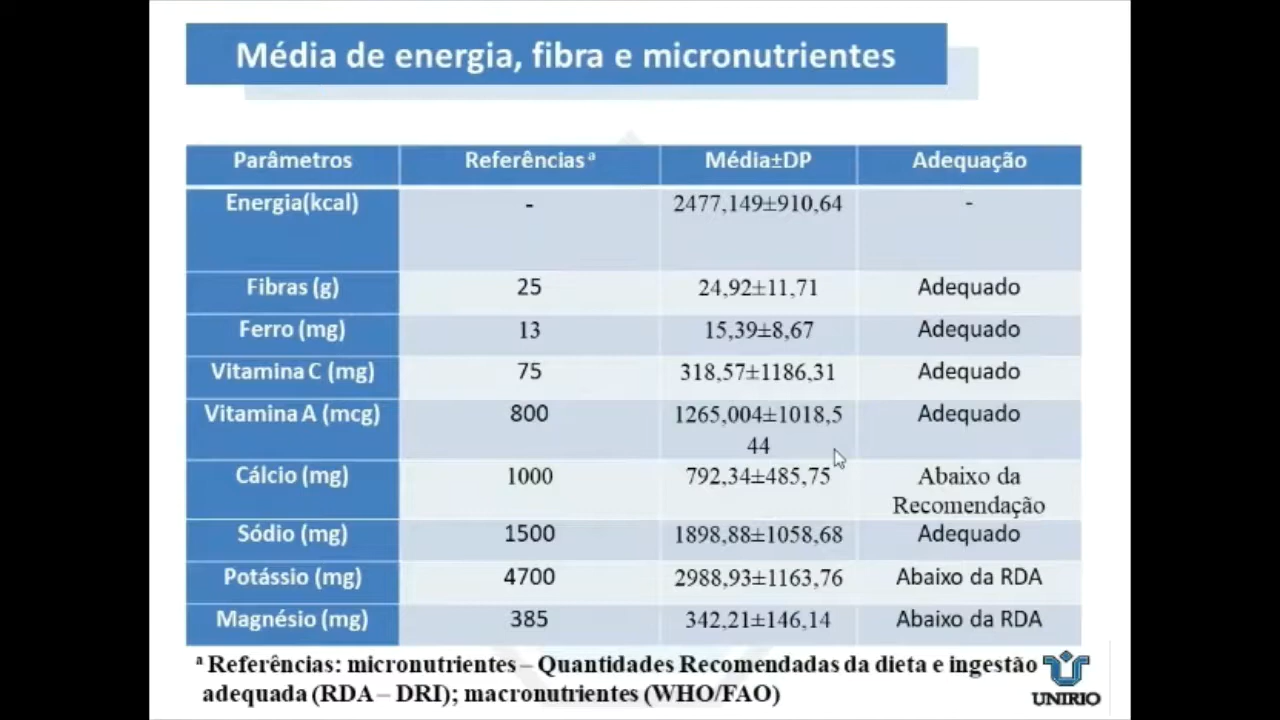 Média de energia, fibra e micronutrientes
Parâmetros Referências ª Média±DP Adequação
Energia(kcal) - 2477,149±910,64 -
Fibras (g) 25 24,92±11,71 Adequado
Ferro (mg) 13 15,39±8,67 Adequado
Vitamina C (mg) 75 318,57±1186,31 Adequado
Vitamina A (mcg) 800 1265,004±1018,5 Adequado
44
Cálcio (mg) 1000 792,34±485,75 Abaixo da
Recomendação
Sódio (mg) 1500 1898,88±1058,68 Adequado
Potássio (mg) 4700 2988,93±1163,76 Abaixo da RDA
Magnésio (mg) 385 342,21±146,14 Abaixo da RDA
ª Referências: micronutrientes – Quantidades Recomendadas da dieta e ingestão
adequada (RDA – DRI); macronutrientes (WHO/FAO)
UNIRIO